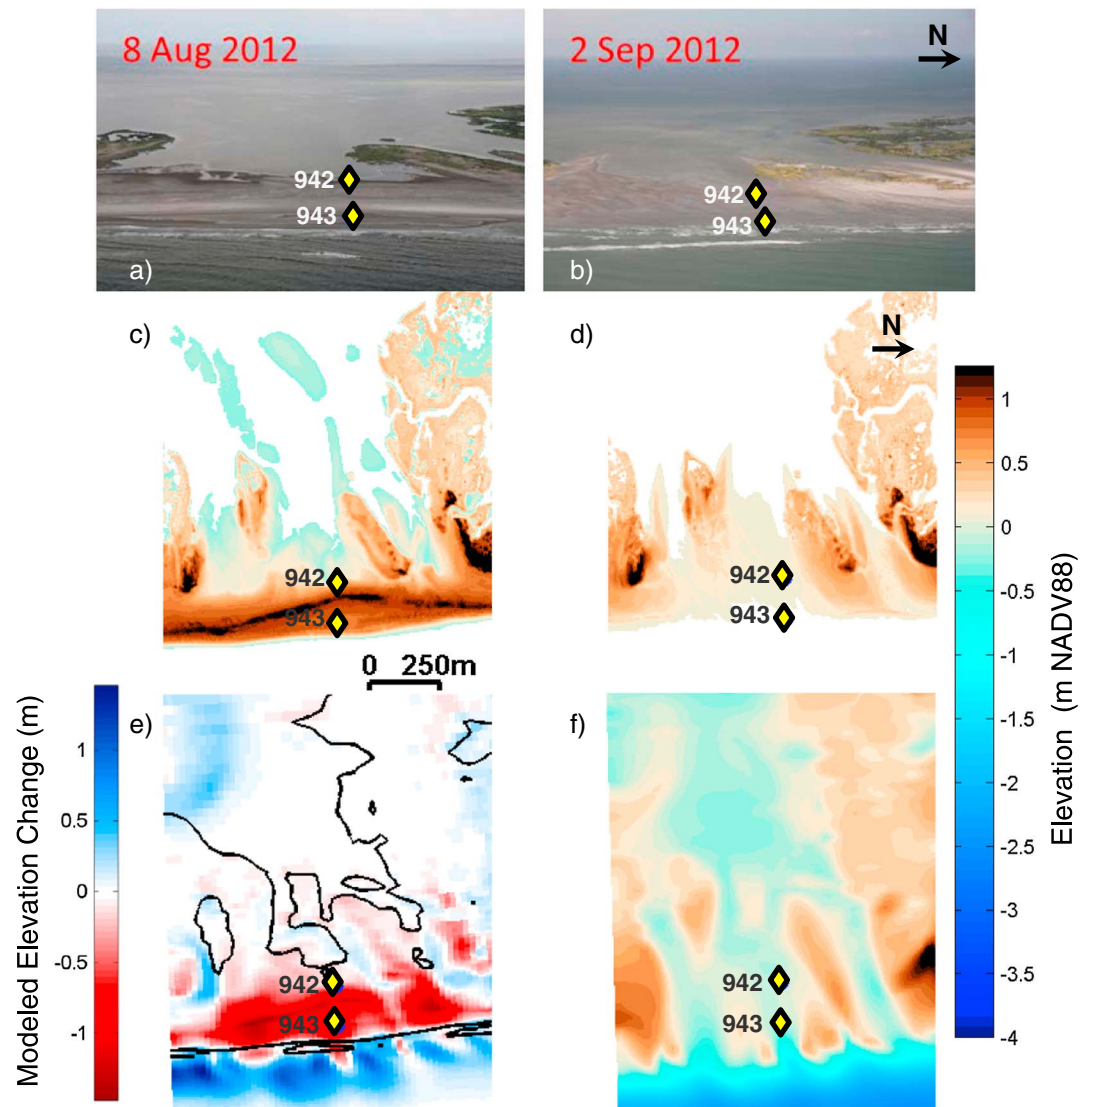 8 Aug 2012
942
943
a)
2 Sep 2012
N
942
943
b)
c)
942
943
d)
N
942
943
0 250m
e)
942
943
Modeled Elevation Change (m)
1
0.5
0
-0.5
-1
f)
942
943
1
0.5
0
-0.5
-1
-1.5
-2
-2.5
-3
-3.5
-4
Elevation (m NADV88)